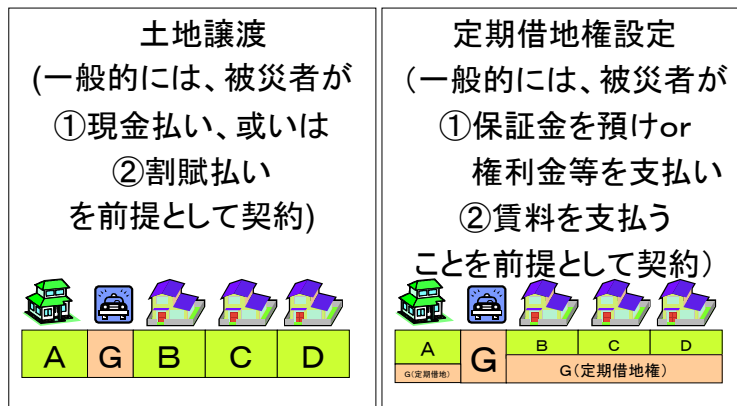 土地譲渡
(一般的には、被災者が
①現金払い、或いは
②割賦払い
を前提として契約)
A G B C D
定期借地権設定
（一般的には、被災者が
①保証金を預けor
権利金等を支払い
②賃料を支払う
ことを前提として契約）
A G B C D
G(定期借地) G（定期借地権）